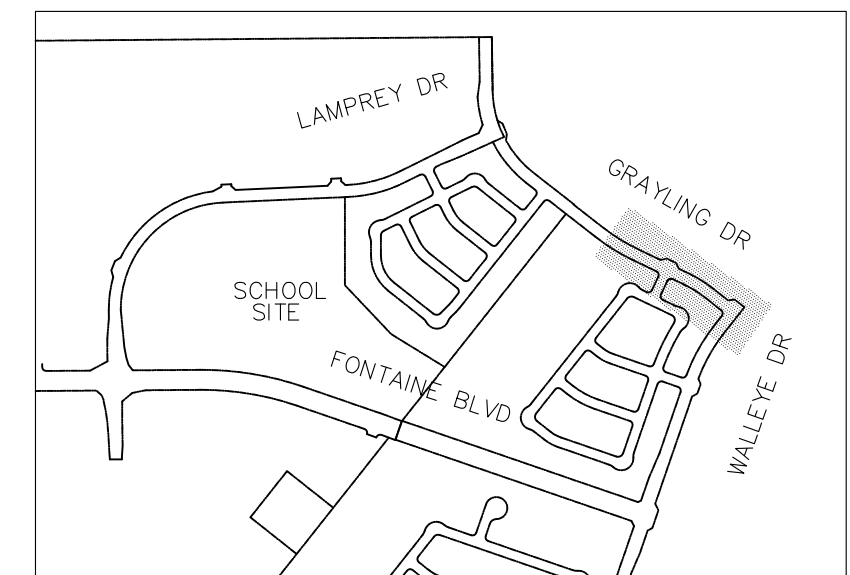 LAMPREY DR
GRAYLING DR
SCHOOL
SITE
FONTAINE BLVD
WALLEYE DR